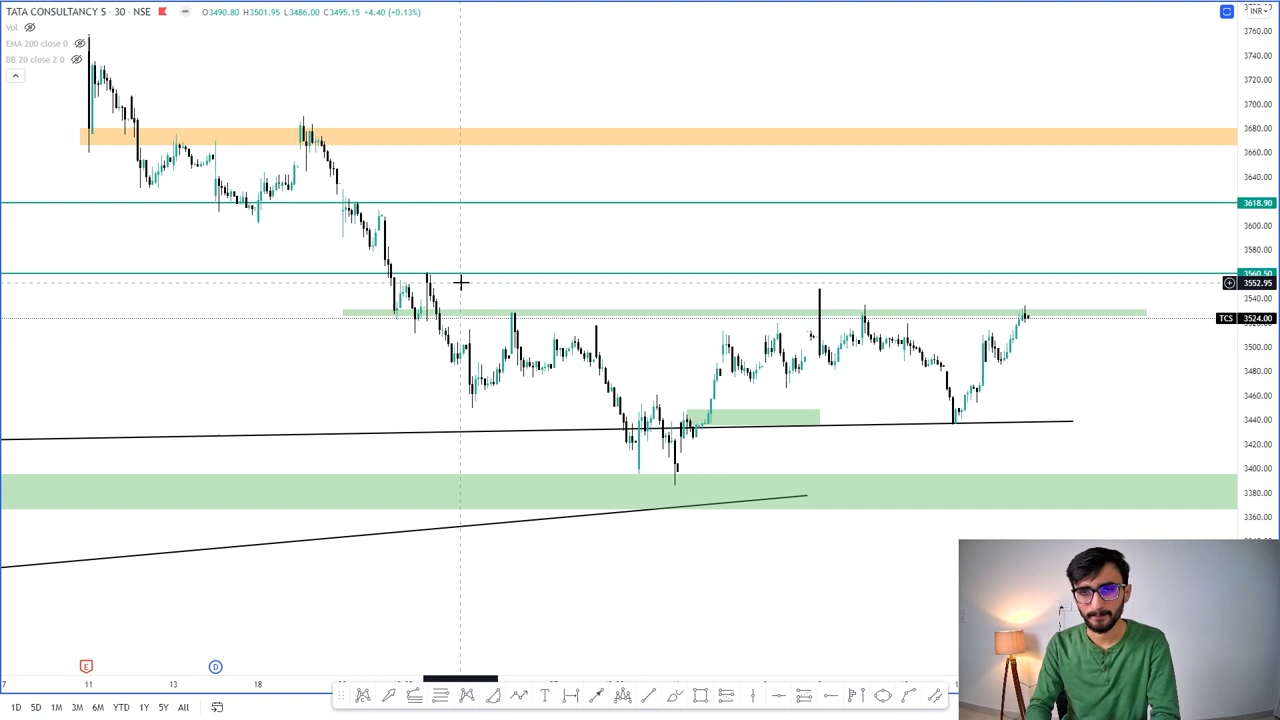 TATA CONSULTANCY S · 30 · NSE O3490.80 H3501.95 L3486.00 C3495.15 +4.40 (+0.13%)
Vol
EMA 200 close 0
BB 20 close 2 0
INR
3760.00
3740.00
3720.00
3700.00
3680.00
3660.00
3640.00
3618.90
3600.00
3580.00
3560.50
3552.95
3540.00
TCS 3524.00
3500.00
3480.00
3460.00
3440.00
3420.00
3400.00
3380.00
3360.00
E D
11 13 18
1D 5D 1M 3M 6M YTD 1Y 5Y All
T